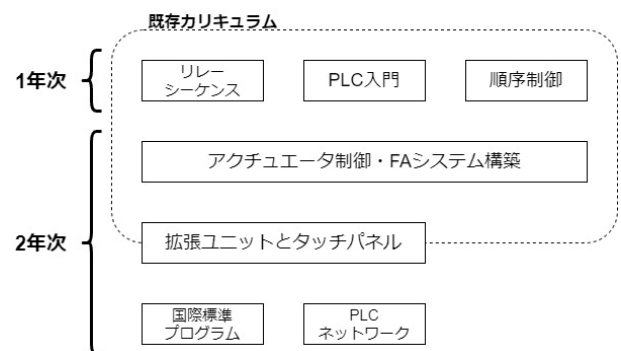 既存カリキュラム
1年次
リレー
シーケンス
PLC入門
順序制御
アクチュエータ制御・FAシステム構築
2年次
拡張ユニットとタッチパネル
国際標準
プログラム
PLC
ネットワーク